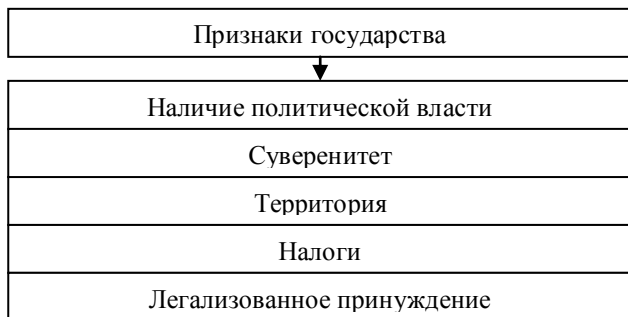 Признаки государства
Наличие политической власти
Суверенитет
Территория
Налоги
Легализованное принуждение